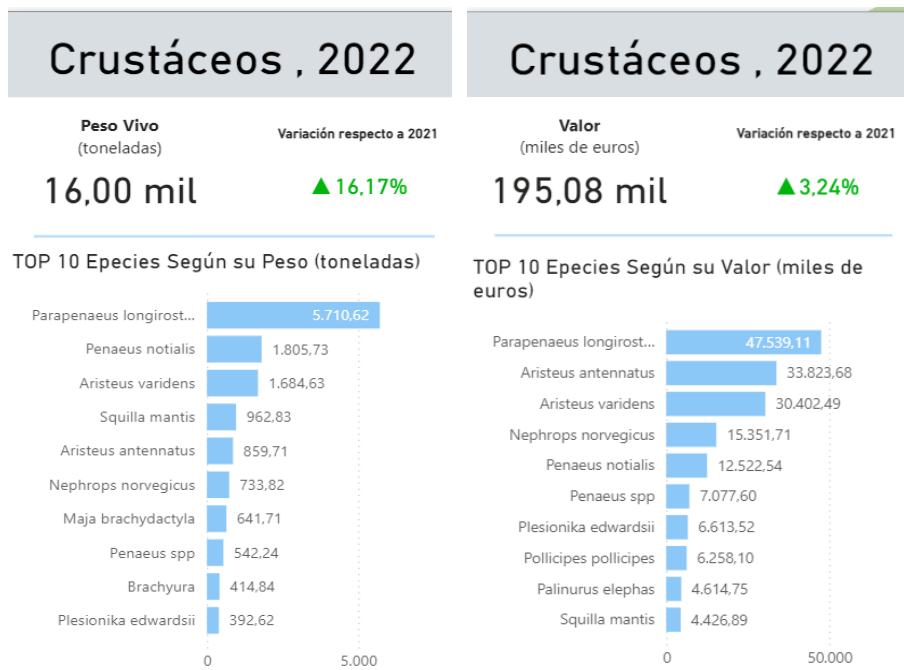 Crustáceos , 2022
Peso Vivo
(toneladas)
Variación respecto a 2021
16,00 mil
▲ 16,17%
TOP 10 Epecies Según su Peso (toneladas)
Parapenaeus longirost... 5.710,62
Penaeus notialis 1.805,73
Aristeus varidens 1.684,63
Squilla mantis 962,83
Aristeus antennatus 859,71
Nephrops norvegicus 733,82
Maja brachydactyla 641,71
Penaeus spp 542,24
Brachyura 414,84
Plesionika edwardsii 392,62
0 5.000
Crustáceos , 2022
Valor
(miles de euros)
Variación respecto a 2021
195,08 mil
▲ 3,24%
TOP 10 Epecies Según su Valor (miles de
euros)
Parapenaeus longirost... 47.539,11
Aristeus antennatus 33.823,68
Aristeus varidens 30.402,49
Nephrops norvegicus 15.351,71
Penaeus notialis 12.522,54
Penaeus spp 7.077,60
Plesionika edwardsii 6.613,52
Pollicipes pollicipes 6.258,10
Palinurus elephas 4.614,75
Squilla mantis 4.426,89
0 50.000